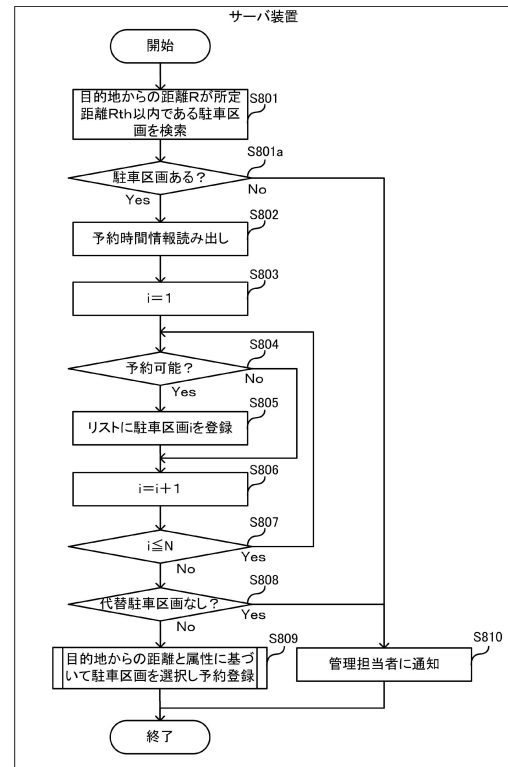 サーバ装置
開始
目的地からの距離Rが所定
距離Rth以内である駐車区
画を検索
S801
駐車区画ある？
S801a
Yes
No
予約時間情報読み出し
S802
i＝1
S803
予約可能？
S804
No
Yes
リストに駐車区画iを登録
S805
i＝i＋1
S806
i≦N
S807
Yes
No
代替駐車区画なし？
S808
Yes
No
目的地からの距離と属性に基づ
いて駐車区画を選択し予約登録
S809
管理担当者に通知
S810
終了